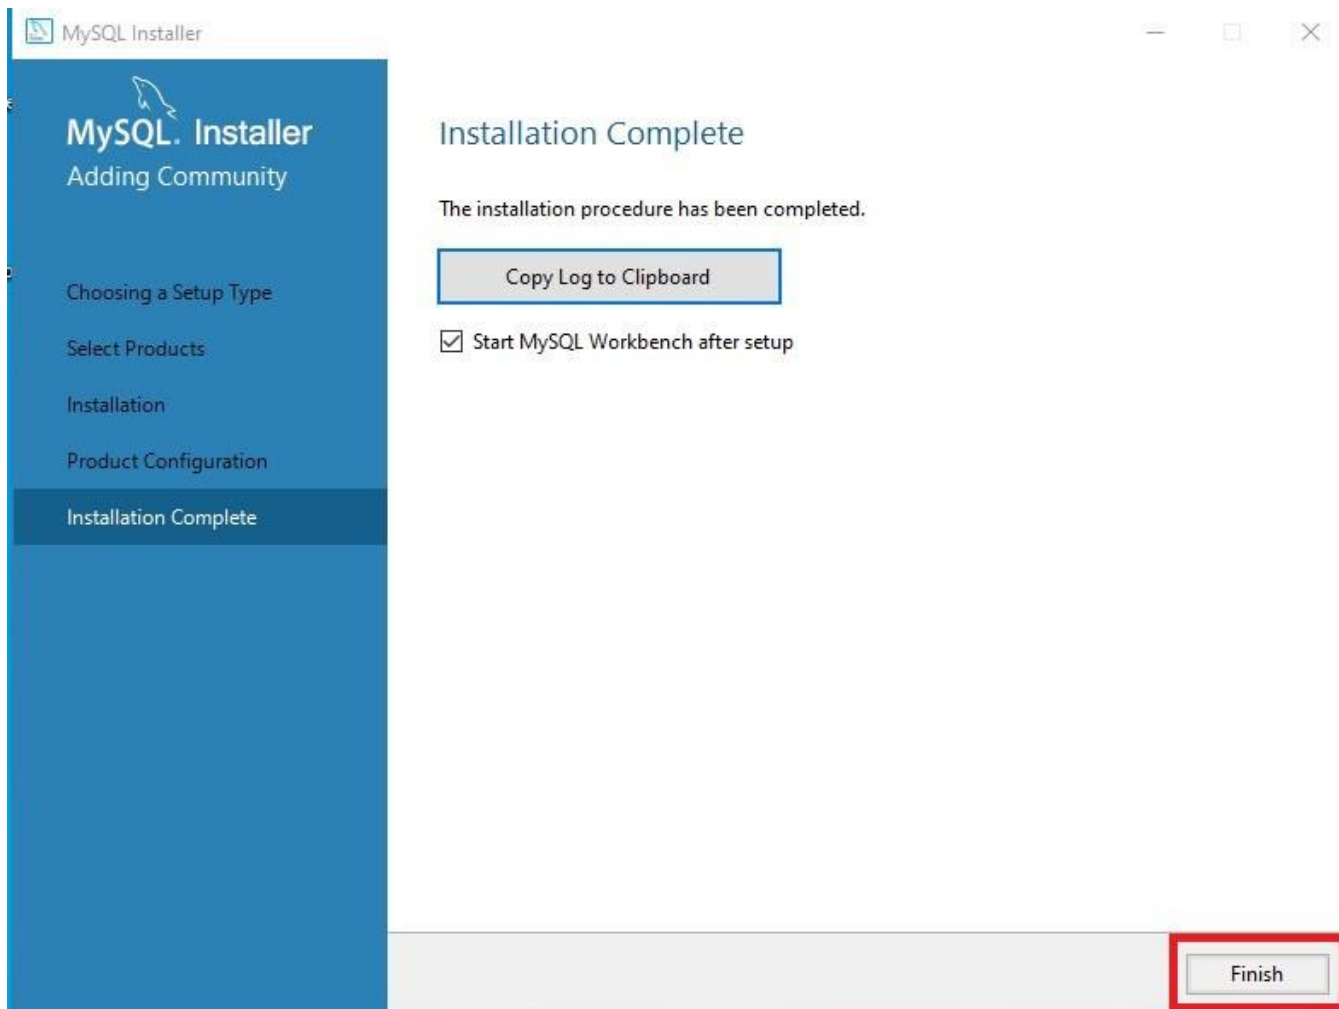 MySQL Installer
MySQL. Installer
Adding Community
Choosing a Setup Type
Select Products
Installation
Product Configuration
Installation Complete
Installation Complete
The installation procedure has been completed.
Copy Log to Clipboard
Start MySQL Workbench after setup
Finish